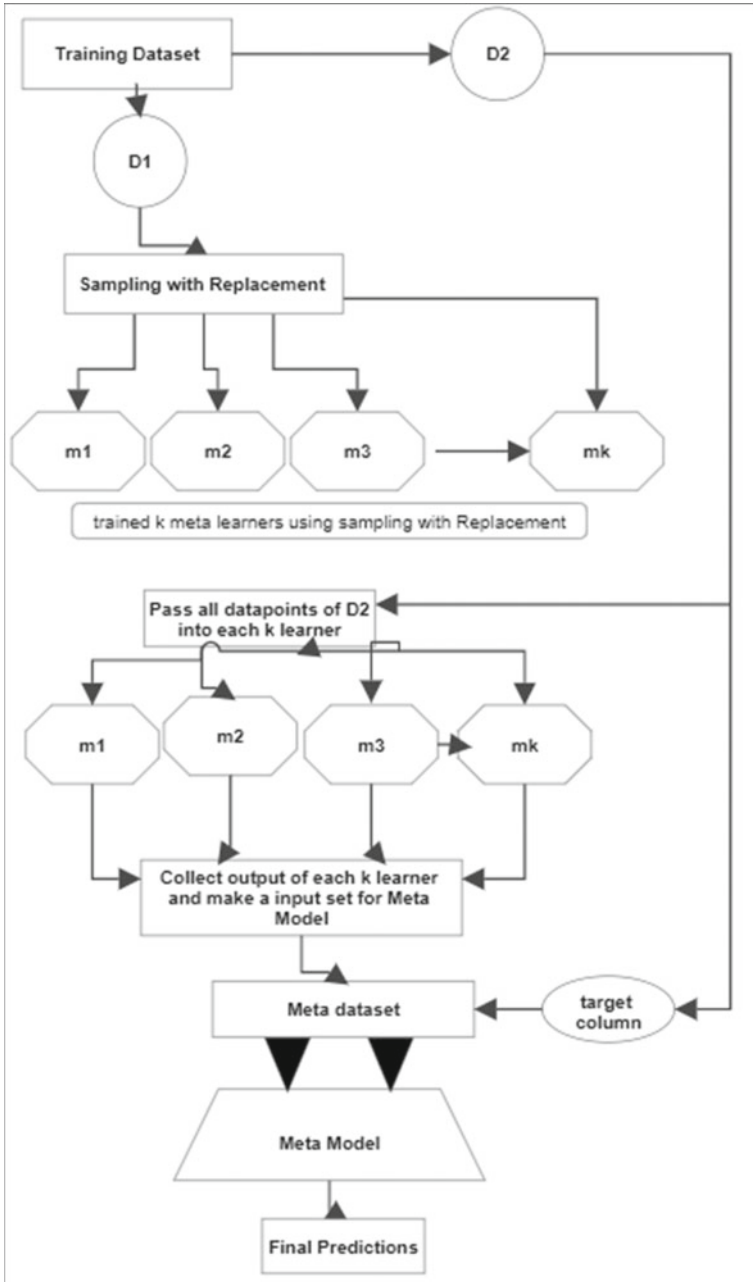 Training Dataset
D2
D1
Sampling with Replacement
m1
m2
m3
mk
trained k meta learners using sampling with Replacement
Pass all datapoints of D2
into each k learner
m1
m2
m3
mk
Collect output of each k learner
and make a input set for Meta
Model
Meta dataset
target
column
Meta Model
Final Predictions